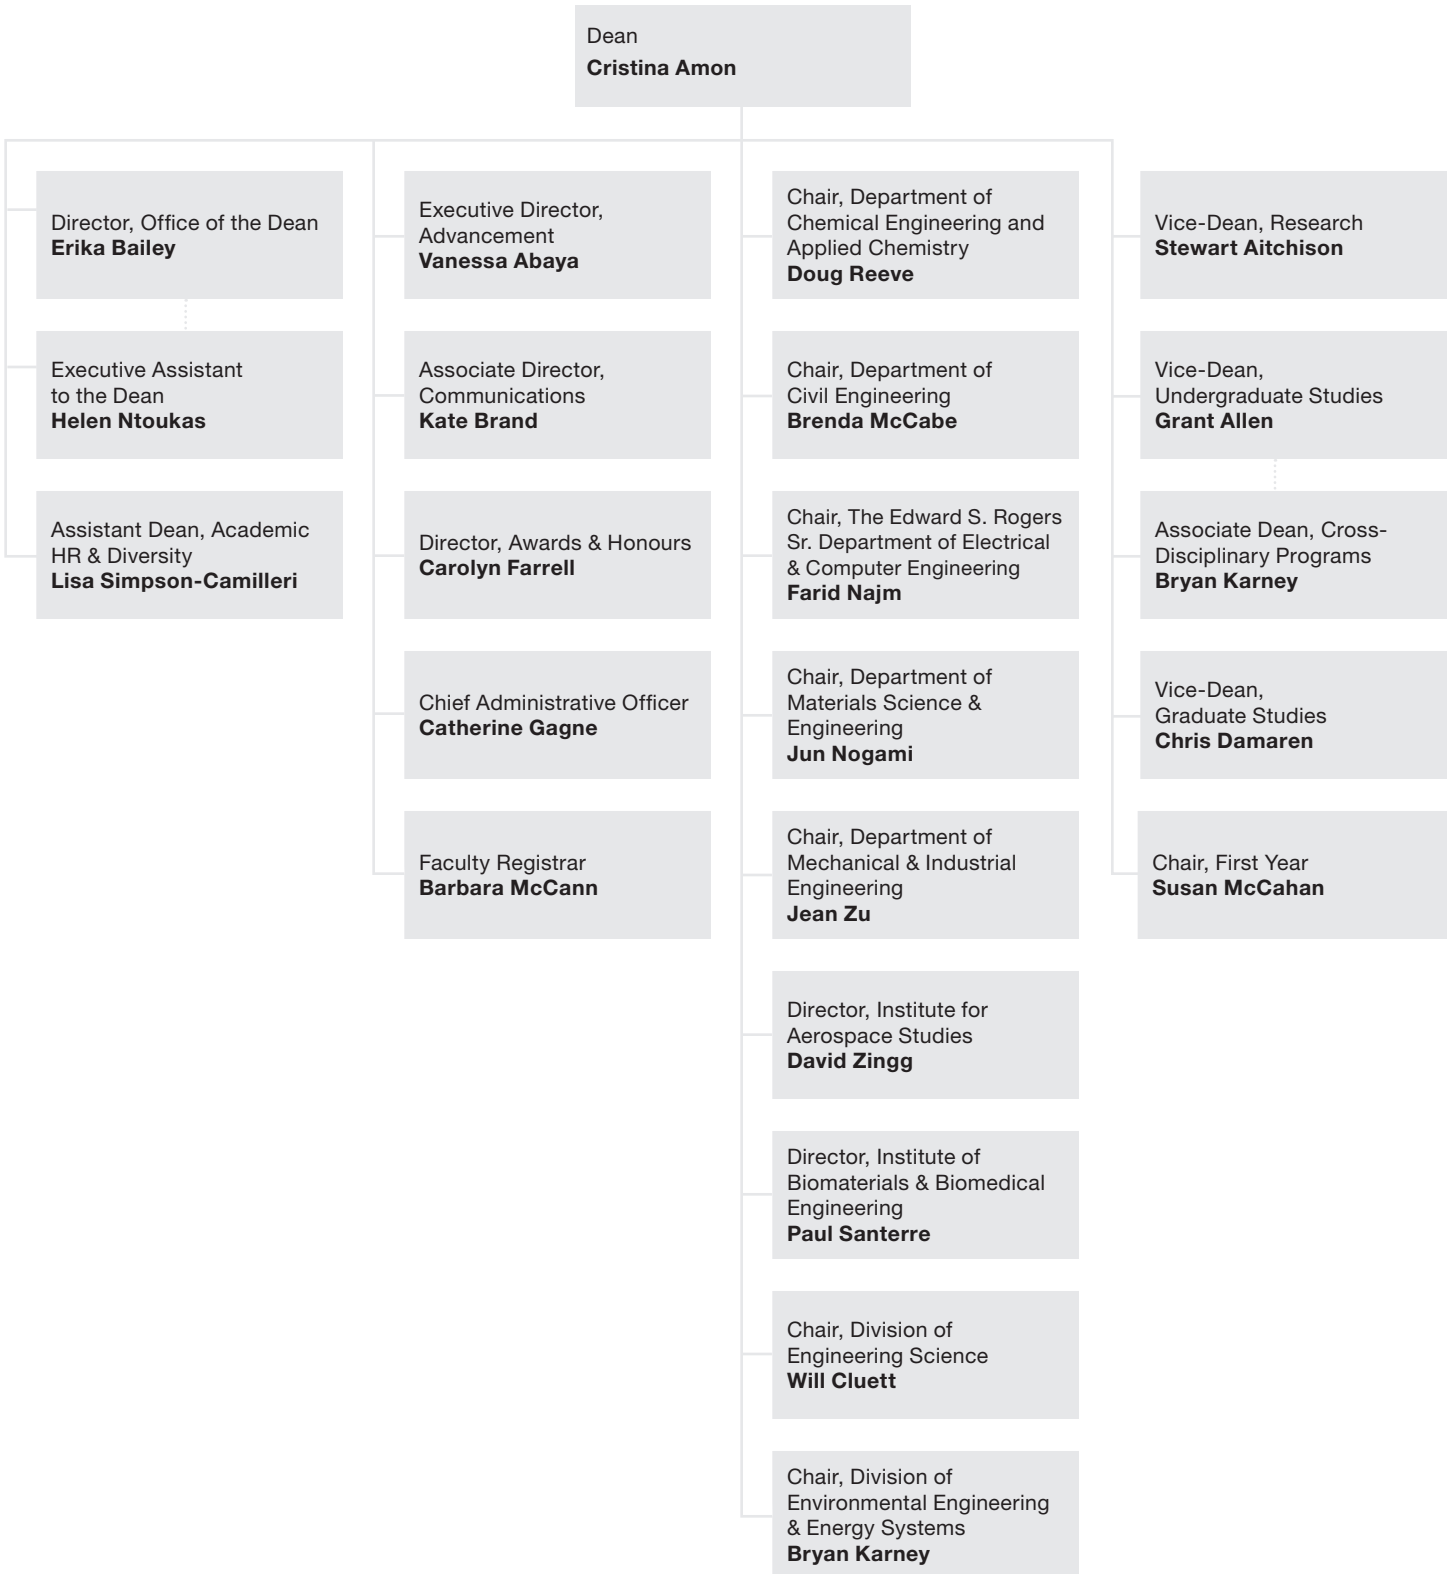 Dean
Cristina Amon
Director, Office of the Dean
Erika Bailey
Executive Assistant
to the Dean
Helen Ntoukas
Assistant Dean, Academic
HR & Diversity
Lisa Simpson-Camilleri
Executive Director,
Advancement
Vanessa Abaya
Associate Director,
Communications
Kate Brand
Director, Awards & Honours
Carolyn Farrell
Chief Administrative Officer
Catherine Gagne
Faculty Registrar
Barbara McCann
Chair, Department of
Chemical Engineering and
Applied Chemistry
Doug Reeve
Chair, Department of
Civil Engineering
Brenda McCabe
Chair, The Edward S. Rogers
Sr. Department of Electrical
& Computer Engineering
Farid Najm
Chair, Department of
Materials Science &
Engineering
Jun Nogami
Chair, Department of
Mechanical & Industrial
Engineering
Jean Zu
Director, Institute for
Aerospace Studies
David Zingg
Director, Institute of
Biomaterials & Biomedical
Engineering
Paul Santerre
Chair, Division of
Engineering Science
Will Cluett
Chair, Division of
Environmental Engineering
& Energy Systems
Bryan Karney
Vice-Dean, Research
Stewart Aitchison
Vice-Dean,
Undergraduate Studies
Grant Allen
Associate Dean, Cross-
Disciplinary Programs
Bryan Karney
Vice-Dean,
Graduate Studies
Chris Damaren
Chair, First Year
Susan McCahan